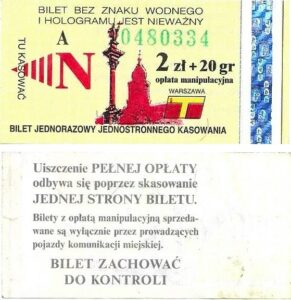 BILET BEZ ZNAKU WODNEGO
I HOLOGRAMU JEST NIEWAŻNY
TU KASOWAĆ
A
0480334
N
2 zł + 20 gr
opłata manipulacyjna
WARSZAWA
T
BILET JEDNORAZOWY JEDNOSTRONNEGO KASOWANIA
Uiszczenie PEŁNEJ OPŁATY
odbywa się poprzez skasowanie
JEDNEJ STRONY BILETU.
Bilety z opłatą manipulacyjną sprzeda-
wane są wyłącznie przez prowadzących
pojazdy komunikacji miejskiej.
BILET ZACHOWAĆ
DO KONTROLI